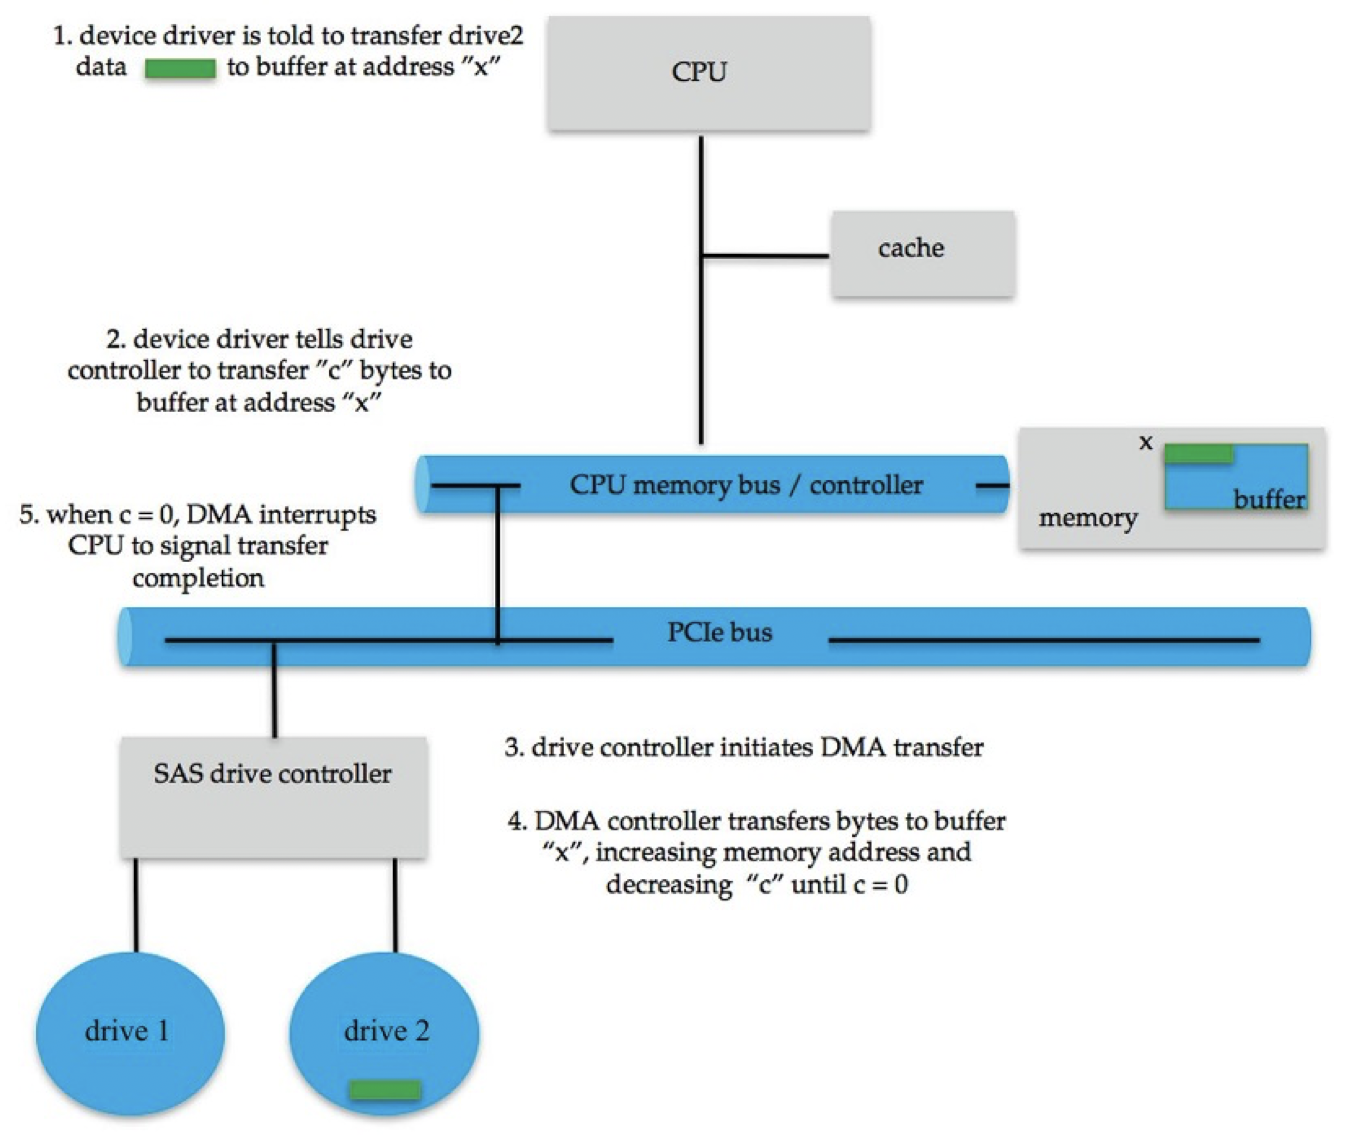 1. device driver is told to transfer drive2
data to buffer at address "x"
CPU
cache
2. device driver tells drive
controller to transfer "c" bytes to
buffer at address "x"
x
buffer
memory
CPU memory bus / controller
5. when c = 0, DMA interrupts
CPU to signal transfer
completion
PCIe bus
SAS drive controller
3. drive controller initiates DMA transfer
4. DMA controller transfers bytes to buffer
"x", increasing memory address and
decreasing "c" until c = 0
drive 1
drive 2